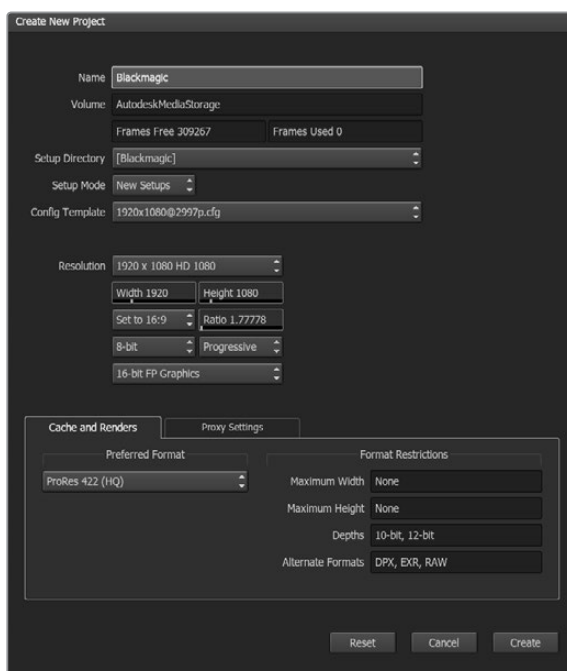 Create New Project
Name Blackmagic
Volume AutodeskMediaStorage
Frames Free 309267 Frames Used 0
Setup Directory [Blackmagic]
Setup Mode New Setups
Config Template 1920x1080@2997p.cfg
Resolution 1920 x 1080 HD 1080
Width 1920 Height 1080
Set to 16:9 Ratio 1.77778
8-bit Progressive
16-bit FP Graphics
Cache and Renders Proxy Settings
Preferred Format Format Restrictions
ProRes 422 (HQ) Maximum Width None
Maximum Height None
Depths 10-bit, 12-bit
Alternate Formats DPX, EXR, RAW
Reset Cancel Create